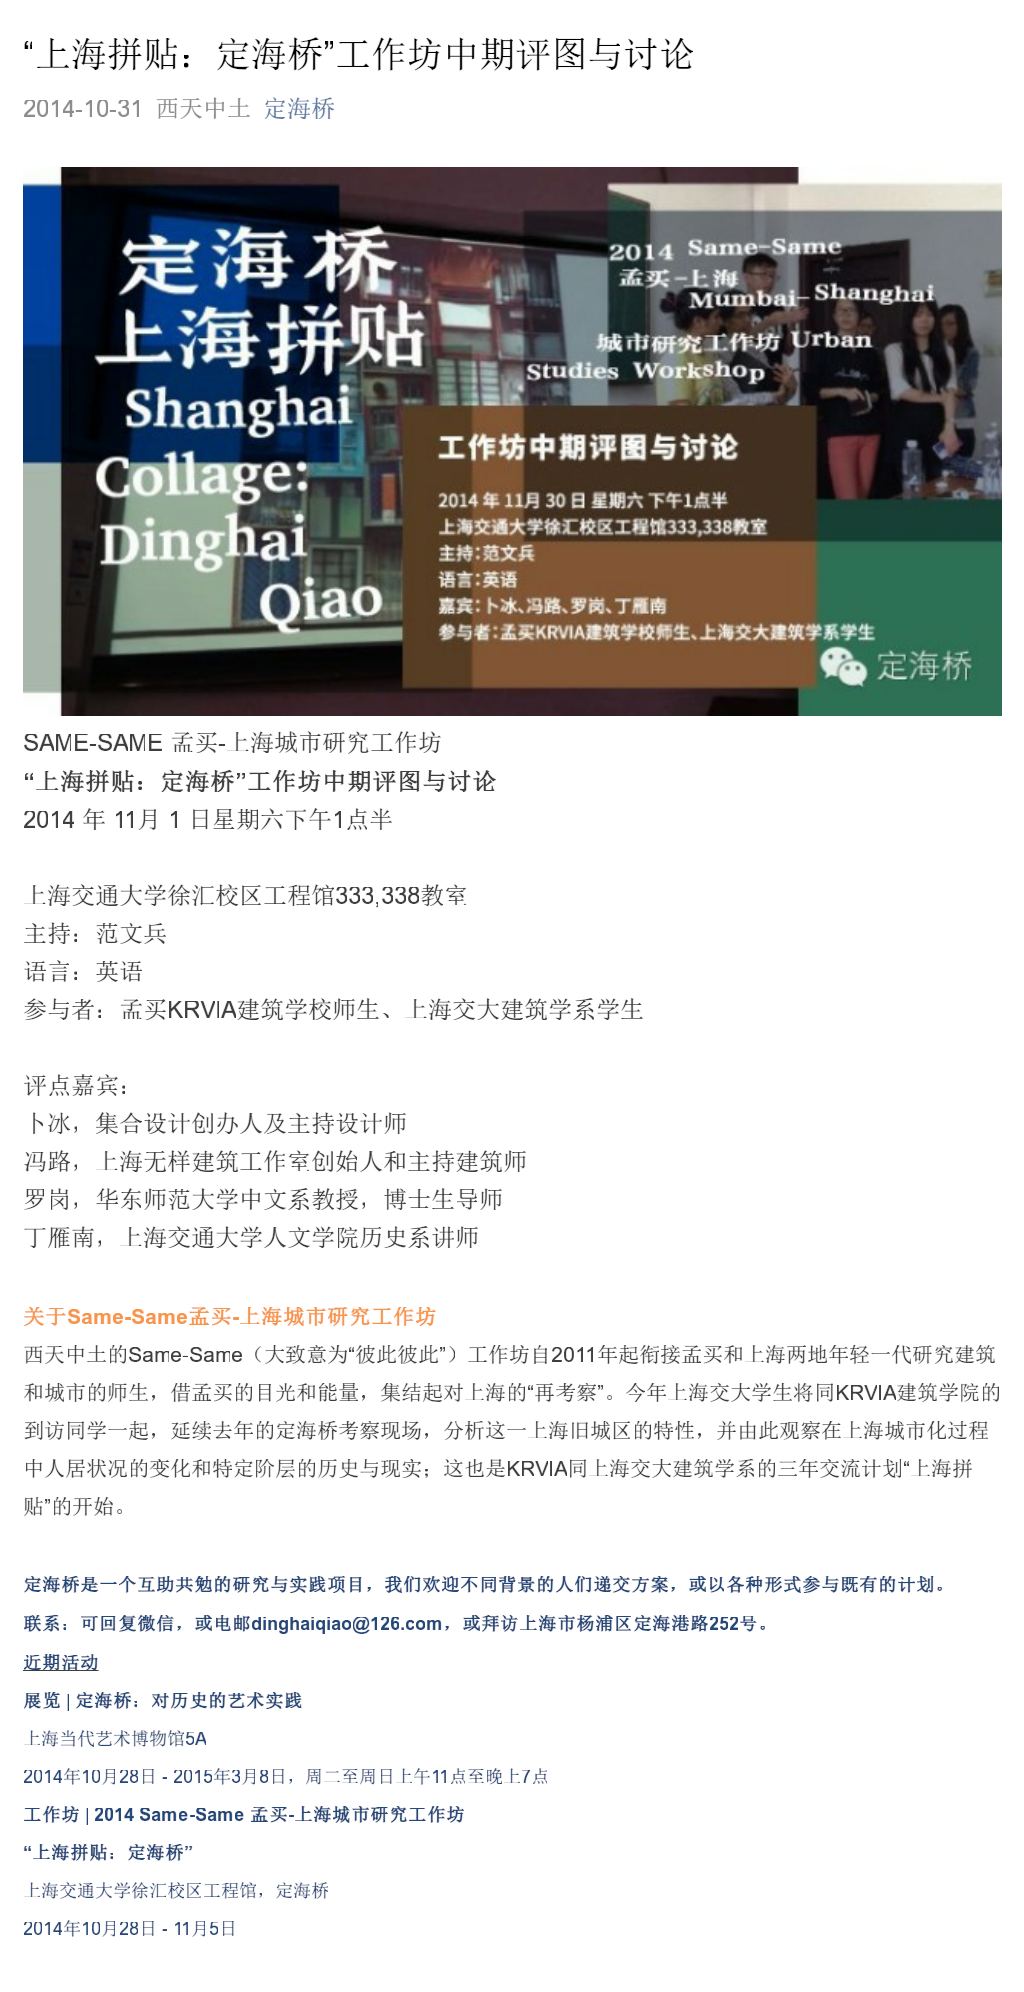 “上海拼贴：定海桥”工作坊中期评图与讨论
2014-10-31 西天中土 定海桥
定海桥
上海拼贴
Shanghai
Collage:
Dinghai
Qiao
2014 Same-Same
孟买-上海
Mumbai-Shanghai
城市研究工作坊 Urban
Studies Workshop
工作坊中期评图与讨论
2014 年 11月 30 日 星期六 下午1点半
上海交通大学徐汇校区工程馆333,338教室
主持：范文兵
语言：英语
嘉宾：卜冰、冯路、罗岗、丁雁南
参与者：孟买KRVIA建筑学校师生、上海交大建筑学系学生
定海桥
SAME-SAME 孟买-上海城市研究工作坊
“上海拼贴：定海桥”工作坊中期评图与讨论
2014 年 11月 1 日星期六下午1点半
上海交通大学徐汇校区工程馆333,338教室
主持：范文兵
语言：英语
参与者：孟买KRVIA建筑学校师生、上海交大建筑学系学生
评点嘉宾：
卜冰，集合设计创办人及主持设计师
冯路，上海无样建筑工作室创始人和主持建筑师
罗岗，华东师范大学中文系教授，博士生导师
丁雁南，上海交通大学人文学院历史系讲师
关于Same-Same孟买-上海城市研究工作坊
西天中土的Same-Same（大致意为“彼此彼此”）工作坊自2011年起衔接孟买和上海两地年轻一代研究建筑
和城市的师生，借孟买的目光和能量，集结起对上海的“再考察”。今年上海交大学生将同KRVIA建筑学院的
到访同学一起，延续去年的定海桥考察现场，分析这一上海旧城区的特性，并由此观察在上海城市化过程
中人居状况的变化和特定阶层的历史与现实；这也是KRVIA同上海交大建筑学系的三年交流计划“上海拼
贴”的开始。
定海桥是一个互助共勉的研究与实践项目，我们欢迎不同背景的人们递交方案，或以各种形式参与既有的计划。
联系：可回复微信，或电邮dinghaiqiao@126.com，或拜访上海市杨浦区定海港路252号。
近期活动
展览 | 定海桥：对历史的艺术实践
上海当代艺术博物馆5A
2014年10月28日 - 2015年3月8日，周二至周日上午11点至晚上7点
工作坊 | 2014 Same-Same 孟买-上海城市研究工作坊
“上海拼贴：定海桥”
上海交通大学徐汇校区工程馆，定海桥
2014年10月28日 - 11月5日